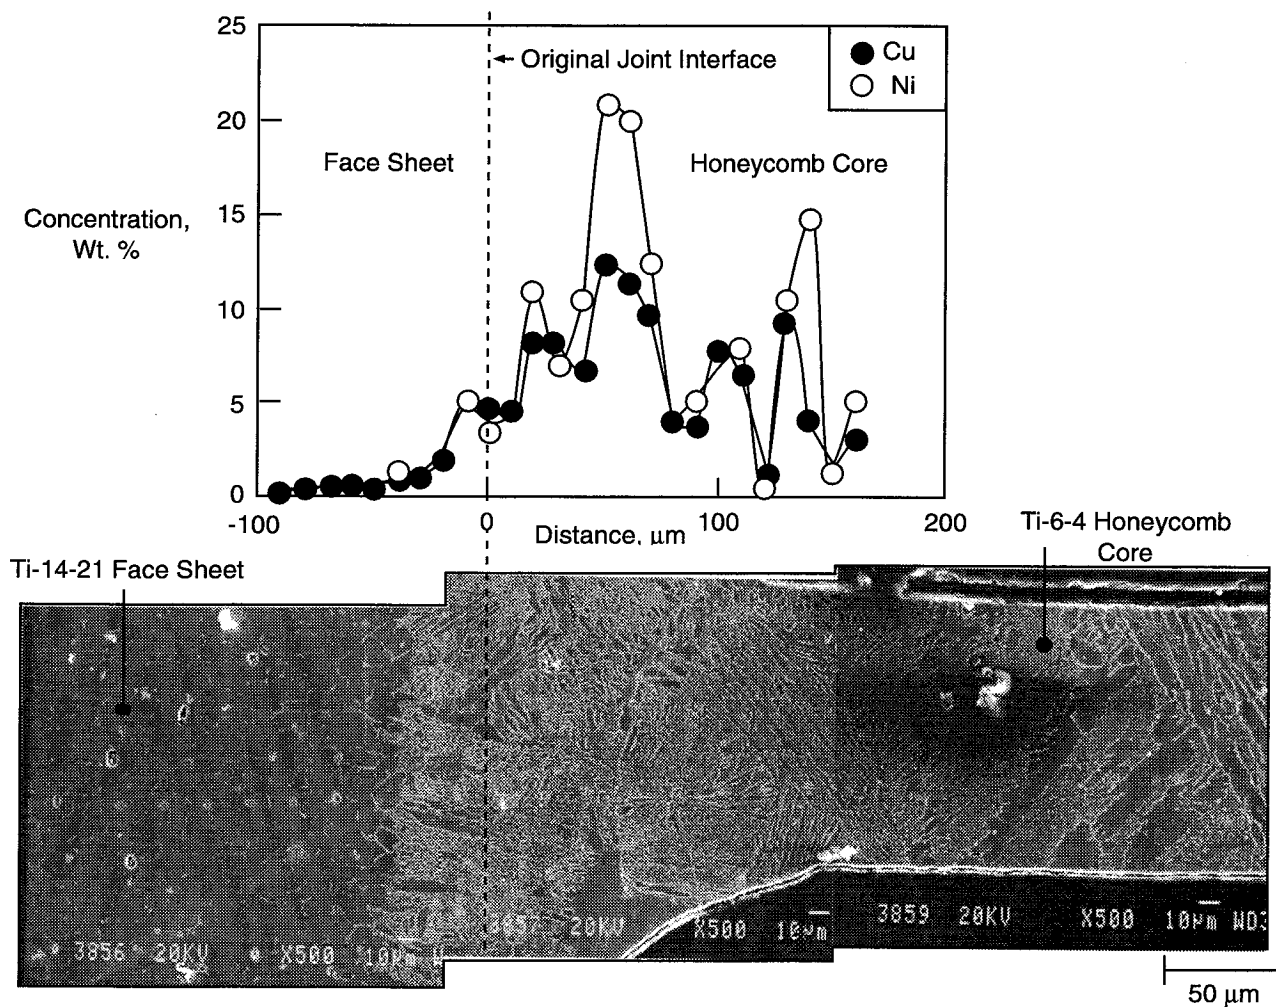 25
20
15
10
5
0
Concentration,
Wt. %
Original Joint Interface
Cu
Ni
Face Sheet
Honeycomb Core
-100
0
100
200
Distance, μm
Ti-14-21 Face Sheet
Ti-6-4 Honeycomb
Core
3856 20KV X500 10μm
20KV X500 10μm
3859 20KV X500 10μm WD3
50 μm